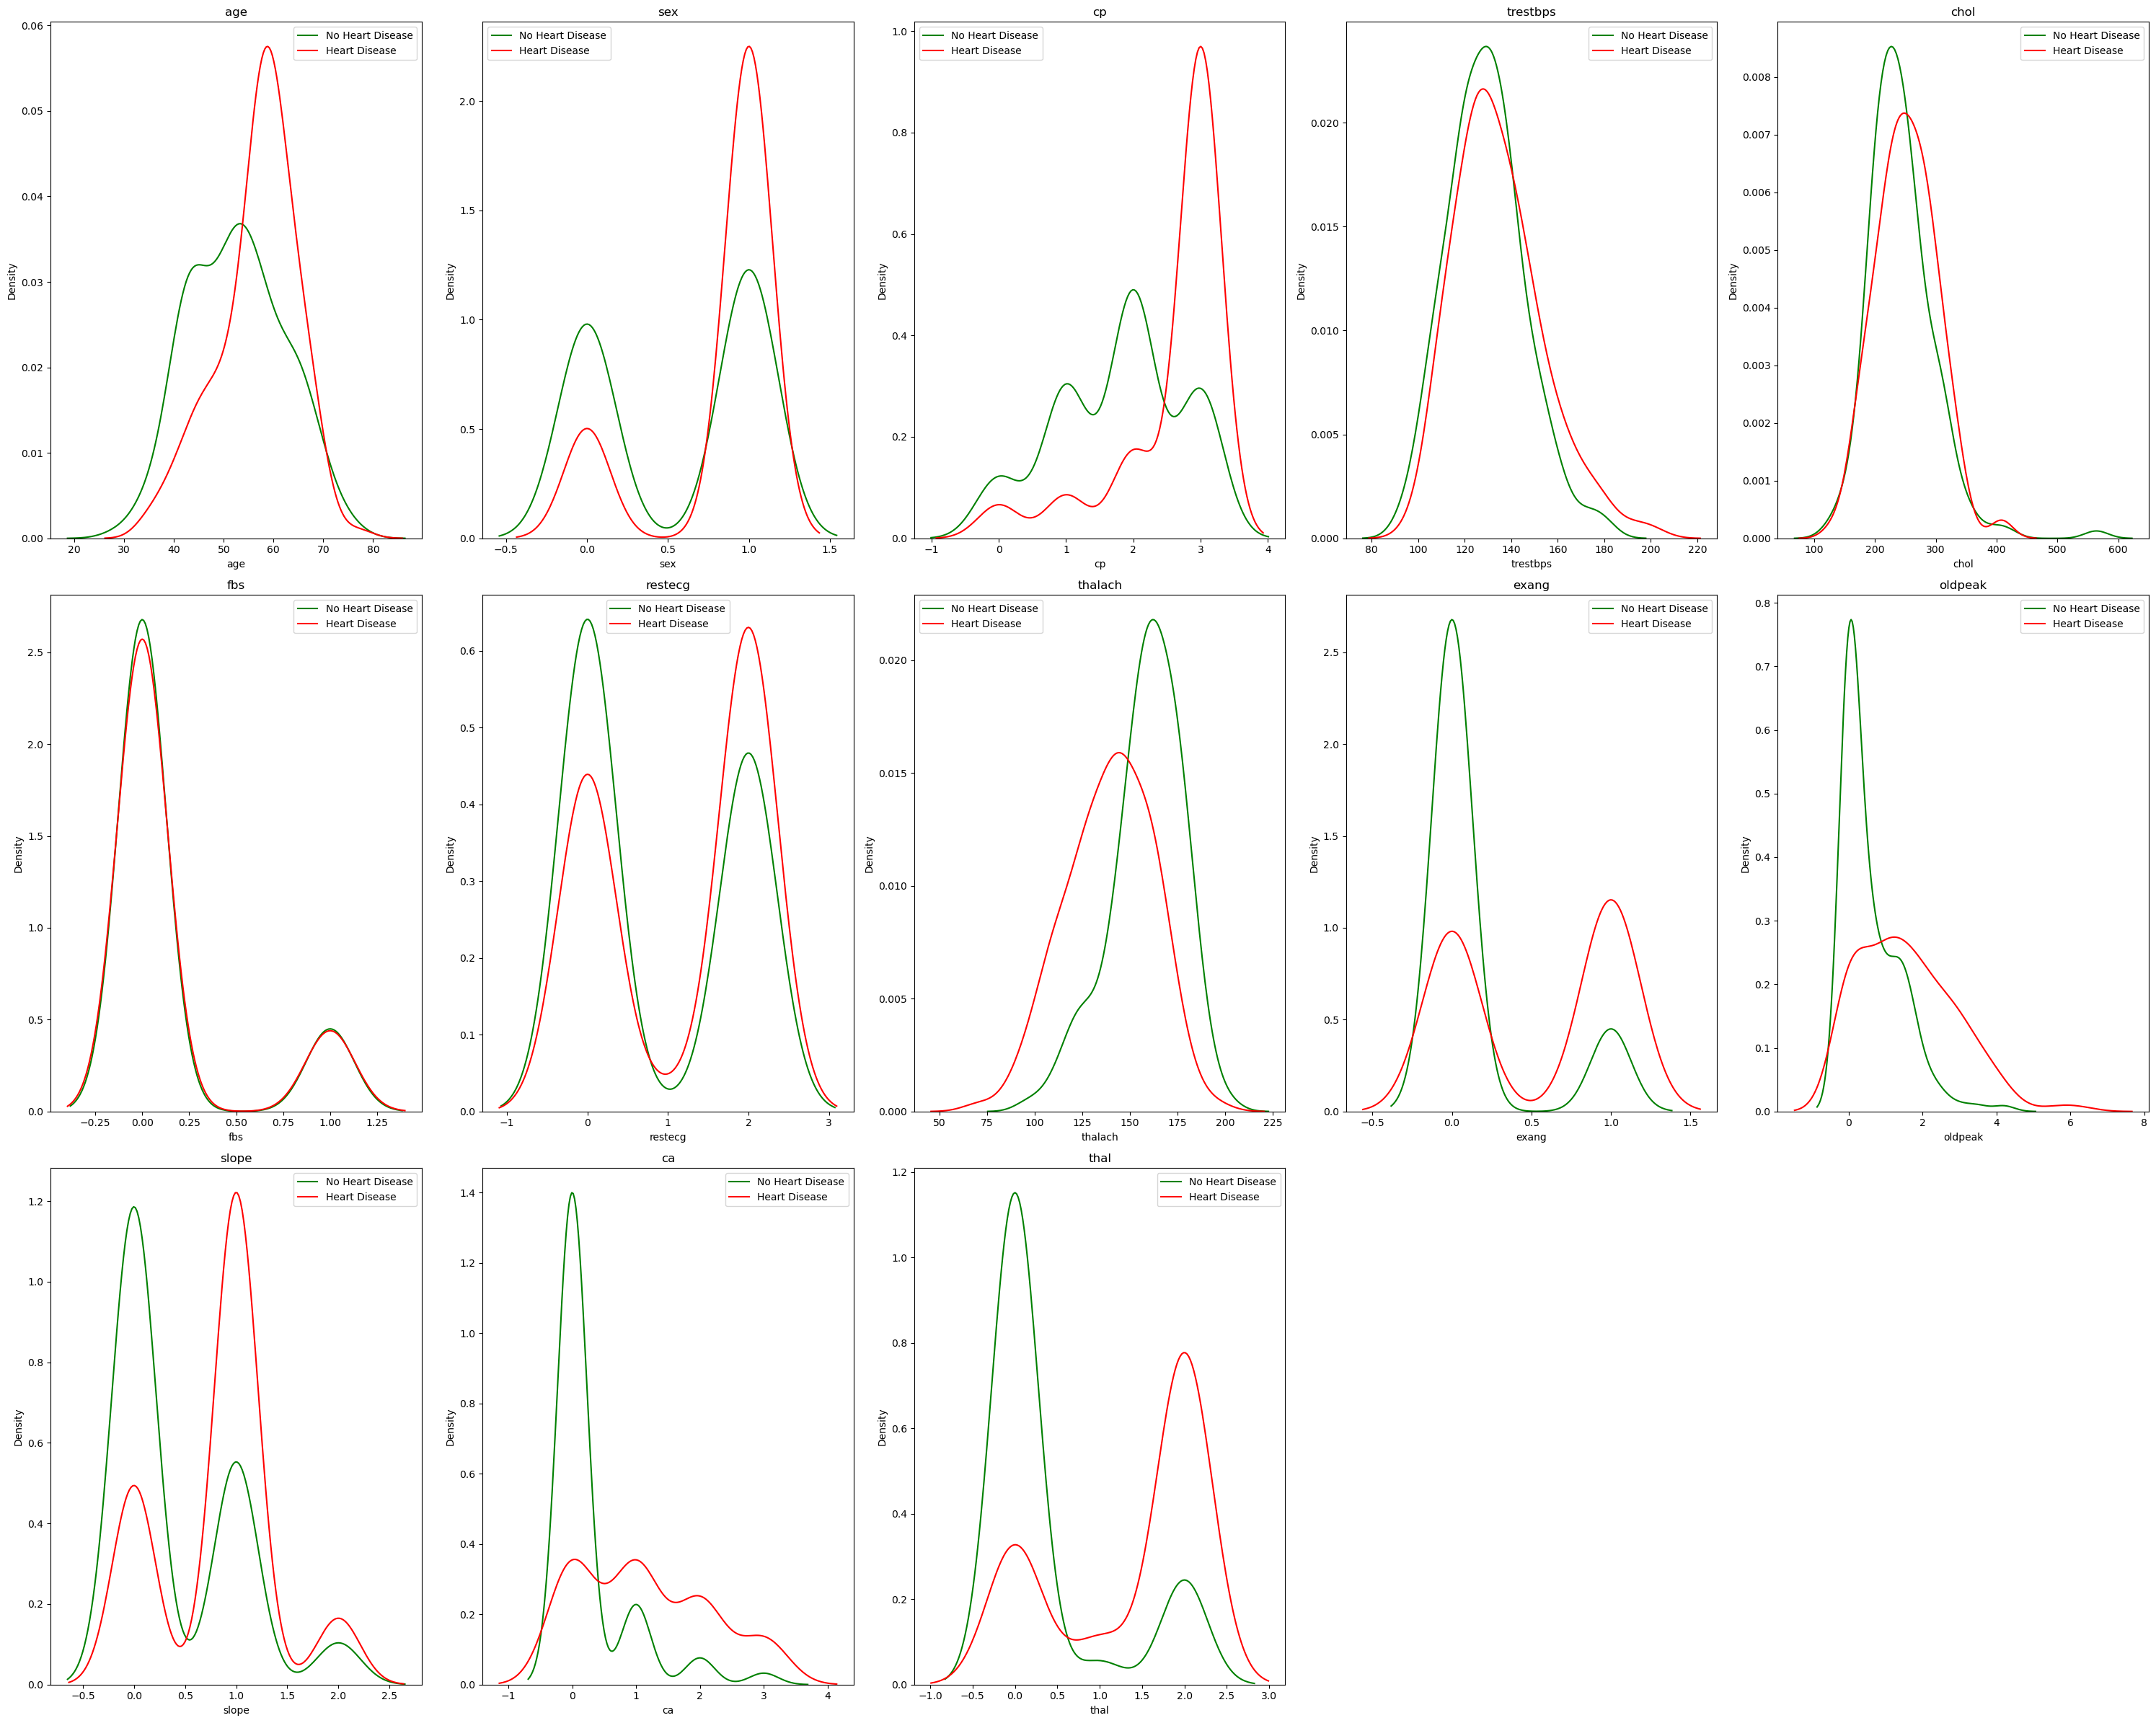 age
No Heart Disease
Heart Disease
0.06
0.05
0.04
0.03
0.02
0.01
0.00
Density
20 30 40 50 60 70 80
age
sex
No Heart Disease
Heart Disease
2.0
1.5
1.0
0.5
0.0
Density
−0.5 0.0 0.5 1.0 1.5
sex
cp
No Heart Disease
Heart Disease
1.0
0.8
0.6
0.4
0.2
0.0
Density
−1 0 1 2 3 4
cp
trestbps
No Heart Disease
Heart Disease
0.020
0.015
0.010
0.005
0.000
Density
80 100 120 140 160 180 200 220
trestbps
chol
No Heart Disease
Heart Disease
0.008
0.007
0.006
0.005
0.004
0.003
0.002
0.001
0.000
Density
100 200 300 400 500 600
chol
fbs
No Heart Disease
Heart Disease
2.5
2.0
1.5
1.0
0.5
0.0
Density
−0.25 0.00 0.25 0.50 0.75 1.00 1.25
fbs
restecg
No Heart Disease
Heart Disease
0.6
0.5
0.4
0.3
0.2
0.1
0.0
Density
−1 0 1 2 3
restecg
thalach
No Heart Disease
Heart Disease
0.020
0.015
0.010
0.005
0.000
Density
50 75 100 125 150 175 200 225
thalach
exang
No Heart Disease
Heart Disease
2.5
2.0
1.5
1.0
0.5
0.0
Density
−0.5 0.0 0.5 1.0 1.5
exang
oldpeak
No Heart Disease
Heart Disease
0.8
0.7
0.6
0.5
0.4
0.3
0.2
0.1
0.0
Density
0 2 4 6 8
oldpeak
slope
No Heart Disease
Heart Disease
1.2
1.0
0.8
0.6
0.4
0.2
0.0
Density
−0.5 0.0 0.5 1.0 1.5 2.0 2.5
slope
ca
No Heart Disease
Heart Disease
1.4
1.2
1.0
0.8
0.6
0.4
0.2
0.0
Density
−1 0 1 2 3 4
ca
thal
No Heart Disease
Heart Disease
1.2
1.0
0.8
0.6
0.4
0.2
0.0
Density
−1.0 −0.5 0.0 0.5 1.0 1.5 2.0 2.5 3.0
thal